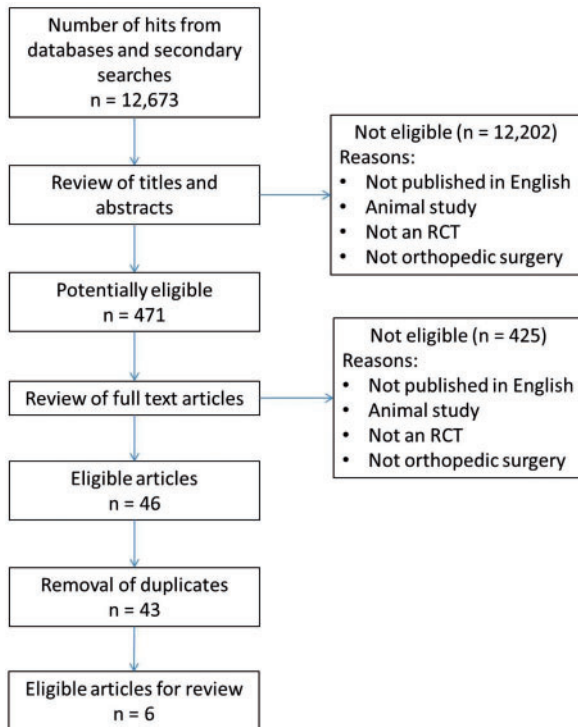 Number of hits from
databases and secondary
searches
n = 12,673
Not eligible (n = 12,202)
Reasons:
• Not published in English
• Animal study
• Not an RCT
• Not orthopedic surgery
Review of titles and
abstracts
Potentially eligible
n = 471
Not eligible (n = 425)
Reasons:
• Not published in English
• Animal study
• Not an RCT
• Not orthopedic surgery
Review of full text articles
Eligible articles
n = 46
Removal of duplicates
n = 43
Eligible articles for review
n = 6